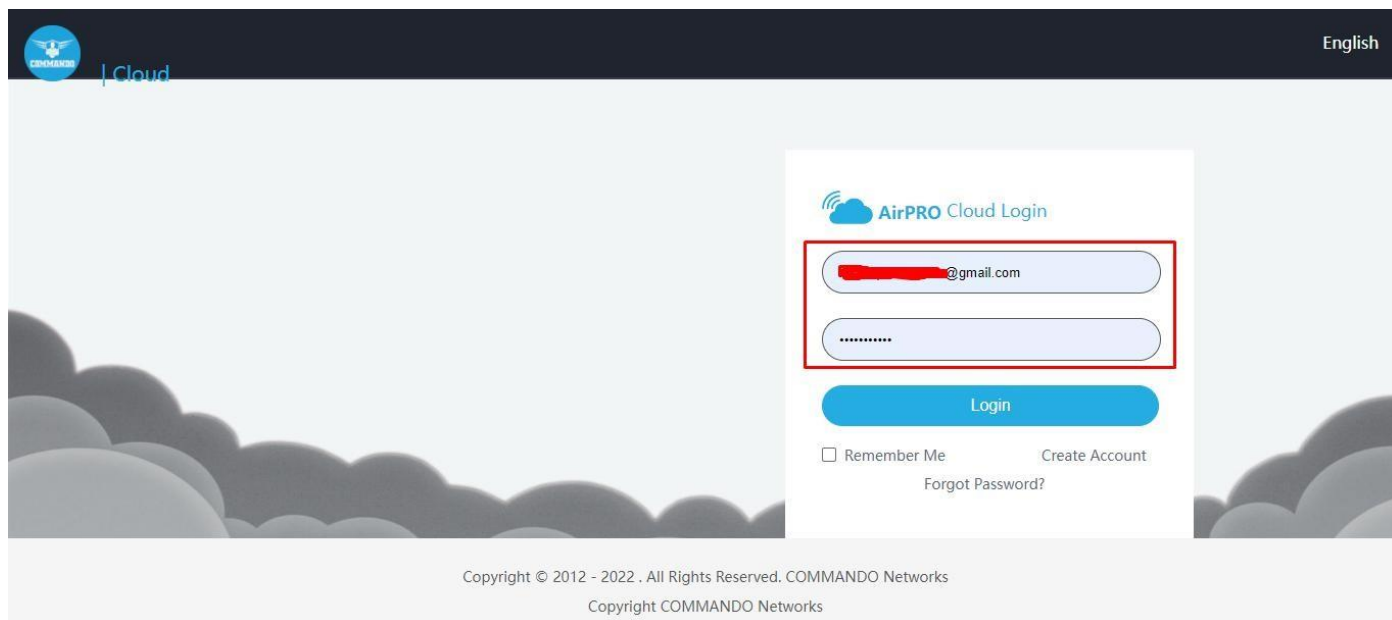 COMMANDO
| Cloud
English
AirPRO Cloud Login
@gmail.com
Login
Remember Me
Create Account
Forgot Password?
Copyright © 2012 - 2022 . All Rights Reserved. COMMANDO Networks
Copyright COMMANDO Networks